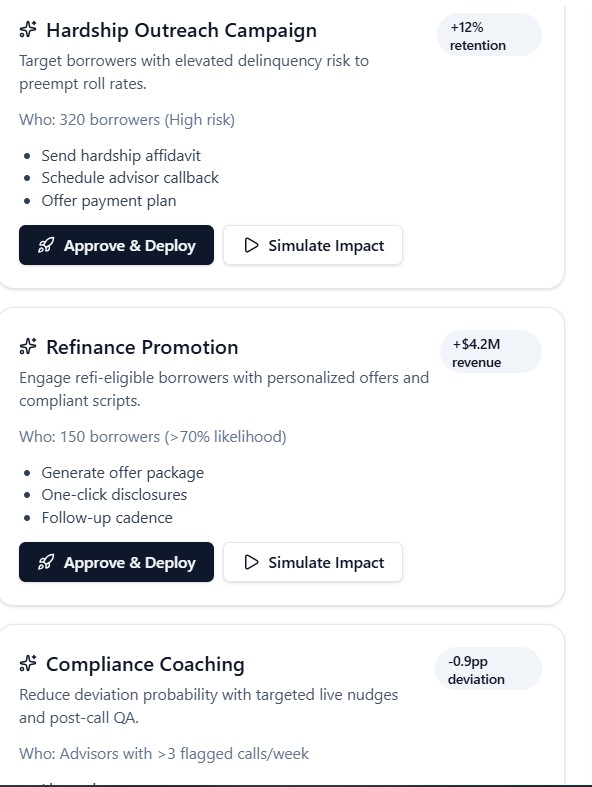 Hardship Outreach Campaign
+12%
retention
Target borrowers with elevated delinquency risk to
preempt roll rates.
Who: 320 borrowers (High risk)
• Send hardship affidavit
• Schedule advisor callback
• Offer payment plan
Approve & Deploy
Simulate Impact
Refinance Promotion
+$4.2M
revenue
Engage refi-eligible borrowers with personalized offers and
compliant scripts.
Who: 150 borrowers (>70% likelihood)
• Generate offer package
• One-click disclosures
• Follow-up cadence
Approve & Deploy
Simulate Impact
Compliance Coaching
-0.9pp
deviation
Reduce deviation probability with targeted live nudges
and post-call QA.
Who: Advisors with >3 flagged calls/week